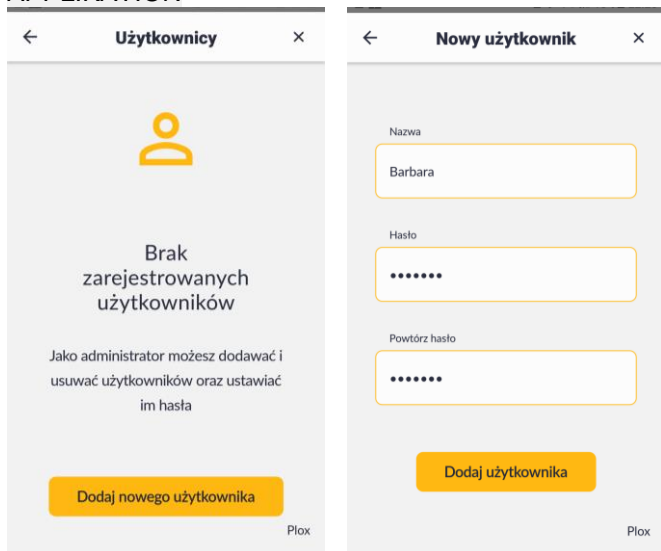 Użytkownicy
Brak
zarejestrowanych
użytkowników
Jako administrator możesz dodawać i
usuwać użytkowników oraz ustawiać
im hasła
Dodaj nowego użytkownika
Plox
Nowy użytkownik
Nazwa
Barbara
Hasło
•••••••
Powtórz hasło
•••••••
Dodaj użytkownika
Plox